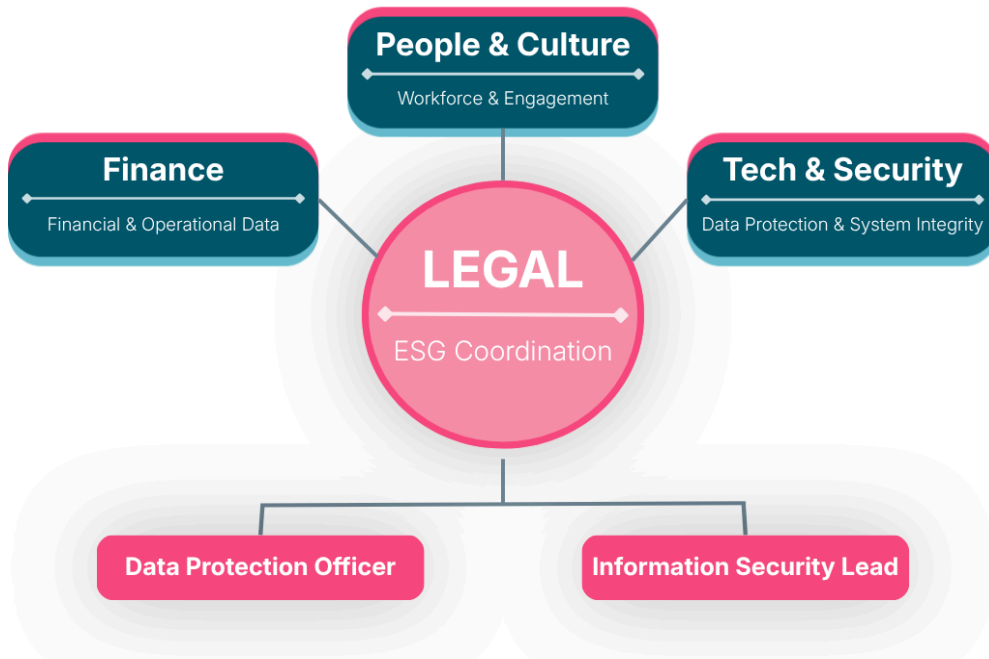 People & Culture
Workforce & Engagement
Finance
Financial & Operational Data
Tech & Security
Data Protection & System Integrity
LEGAL
ESG Coordination
Data Protection Officer
Information Security Lead